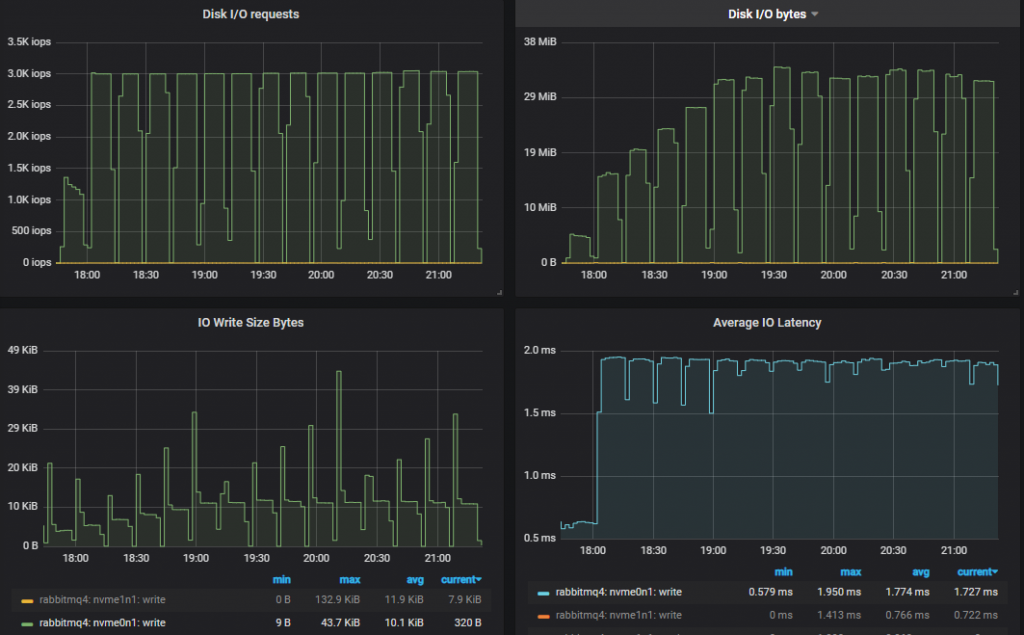 Disk I/O requests
3.5K iops
3.0K iops
2.5K iops
2.0K iops
1.5K iops
1.0K iops
500 iops
0 iops
18:00 18:30 19:00 19:30 20:00 20:30 21:00
Disk I/O bytes
38 MiB
29 MiB
19 MiB
10 MiB
0 B
18:00 18:30 19:00 19:30 20:00 20:30 21:00
IO Write Size Bytes
49 KiB
39 KiB
29 KiB
20 KiB
10 KiB
0 B
18:00 18:30 19:00 19:30 20:00 20:30 21:00
min max avg current
rabbitmq4: nvme1n1: write 0 B 132.9 KiB 11.9 KiB 7.9 KiB
rabbitmq4: nvme0n1: write 9 B 43.7 KiB 10.1 KiB 320 B
Average IO Latency
2.0 ms
1.5 ms
1.0 ms
0.5 ms
18:00 18:30 19:00 19:30 20:00 20:30 21:00
min max avg current
rabbitmq4: nvme0n1: write 0.579 ms 1.950 ms 1.774 ms 1.727 ms
rabbitmq4: nvme1n1: write 0 ms 1.413 ms 0.766 ms 0.722 ms